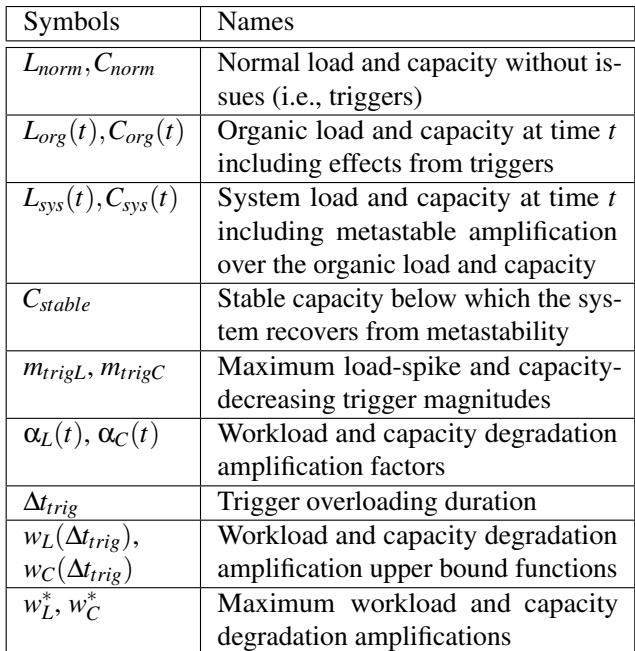 Symbols Names
L_norm, C_norm Normal load and capacity without is-
sues (i.e., triggers)
L_org(t), C_org(t) Organic load and capacity at time t
including effects from triggers
L_sys(t), C_sys(t) System load and capacity at time t
including metastable amplification
over the organic load and capacity
C_stable Stable capacity below which the sys-
tem recovers from metastability
m_trigL, m_trigC Maximum load-spike and capacity-
decreasing trigger magnitudes
α_L(t), α_C(t) Workload and capacity degradation
amplification factors
Δt_trig Trigger overloading duration
w_L(Δt_trig), Workload and capacity degradation
w_C(Δt_trig) amplification upper bound functions
w*_L, w*_C Maximum workload and capacity
degradation amplifications